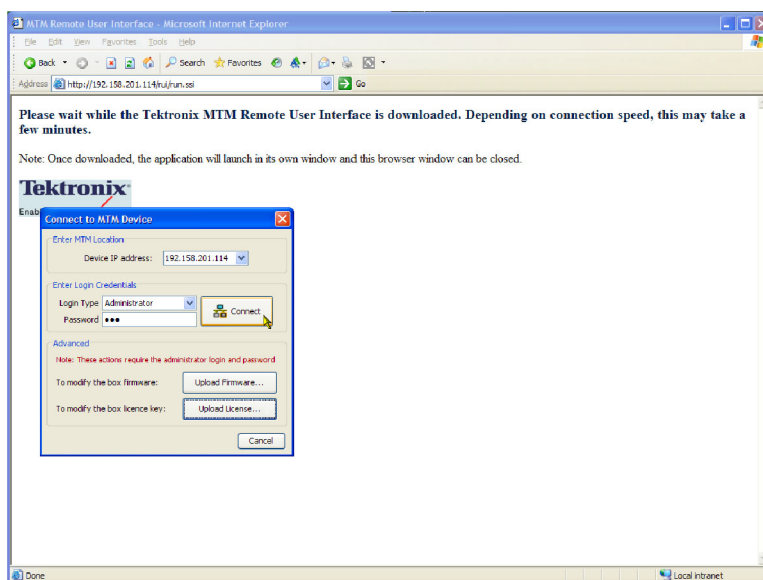 MTM Remote User Interface - Microsoft Internet Explorer
File Edit View Favorites Tools Help
Back Search Favorites
Address http://192.158.201.114/rui/run.ssi Go
Please wait while the Tektronix MTM Remote User Interface is downloaded. Depending on connection speed, this may take a
few minutes.
Note: Once downloaded, the application will launch in its own window and this browser window can be closed.
Tektronix
Enab
Connect to MTM Device
Enter MTM Location
Device IP address: 192.158.201.114
Enter Login Credentials
Login Type Administrator
Connect
Password •••
Advanced
Note: These actions require the administrator login and password
To modify the box firmware: Upload Firmware...
To modify the box licence key: Upload License...
Cancel
Done Local intranet